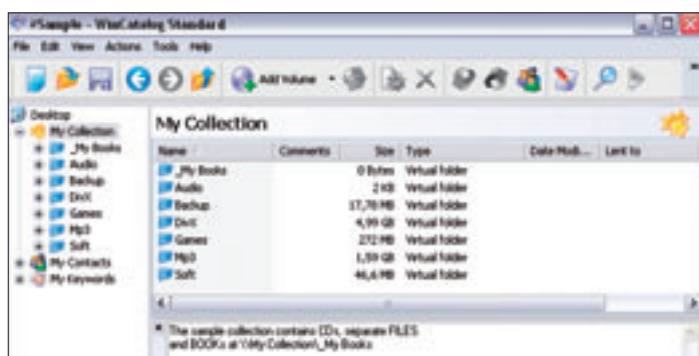 #Sample - WinCatalog Standard
File Edit View Actions Tools Help
Add Volume
Desktop
My Collection
_My Books
Audio
Backup
DivX
Games
Mp3
Soft
My Contacts
My Keywords
My Collection
Name Comments Size Type Date Modi... Lent to
_My Books 0 Bytes Virtual folder
Audio 2 KB Virtual folder
Backup 17,78 MB Virtual folder
DivX 4,99 GB Virtual folder
Games 272 MB Virtual folder
Mp3 1,59 GB Virtual folder
Soft 46,6 MB Virtual folder
* The sample collection contains CDs, separate FILES
and BOOKs at \\My Collection\_My Books